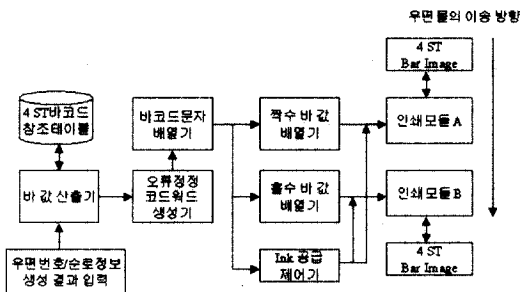 우편물의 이송 방향
4 ST
Bar Image
4 ST바코드
참조테이블
바코드문자
배열기
짝수 바 값
배열기
인쇄 모듈 A
바 값 산출기
오류정정
코드워드
생성기
홀수 바 값
배열기
인쇄 모듈 B
우편번호/순로정보
생성 결과 입력
Ink 공급
제어기
4 ST
Bar Image